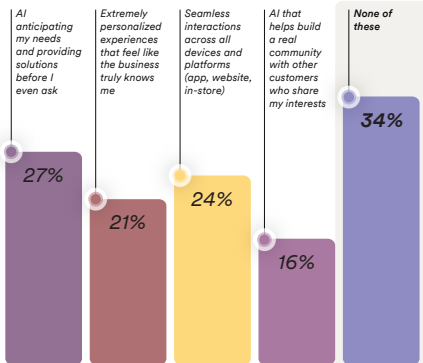 AI
anticipating
my needs
and providing
solutions
before I
even ask
Extremely
personalized
experiences
that feel like
the business
truly knows
me
Seamless
interactions
across all
devices and
platforms
(app, website,
in-store)
AI that
helps build
a real
community
with other
customers
who share
my interests
None of
these
27%
21%
24%
16%
34%